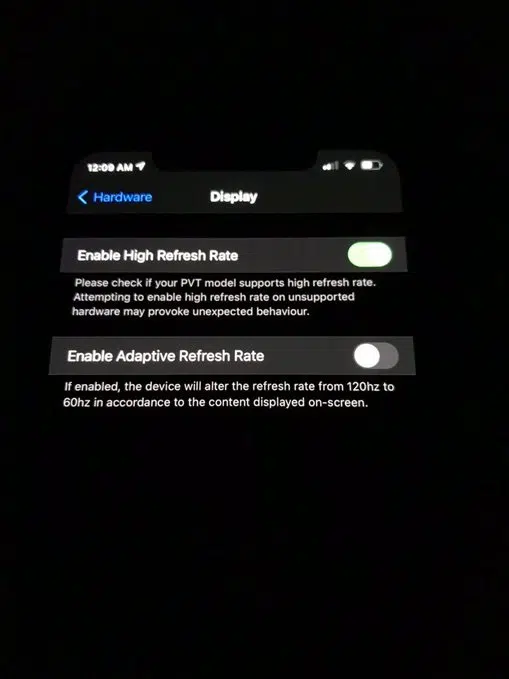 12:09 AM
Hardware
Display
Enable High Refresh Rate
Please check if your PVT model supports high refresh rate.
Attempting to enable high refresh rate on unsupported
hardware may provoke unexpected behaviour.
Enable Adaptive Refresh Rate
If enabled, the device will alter the refresh rate from 120hz to
60hz in accordance to the content displayed on-screen.